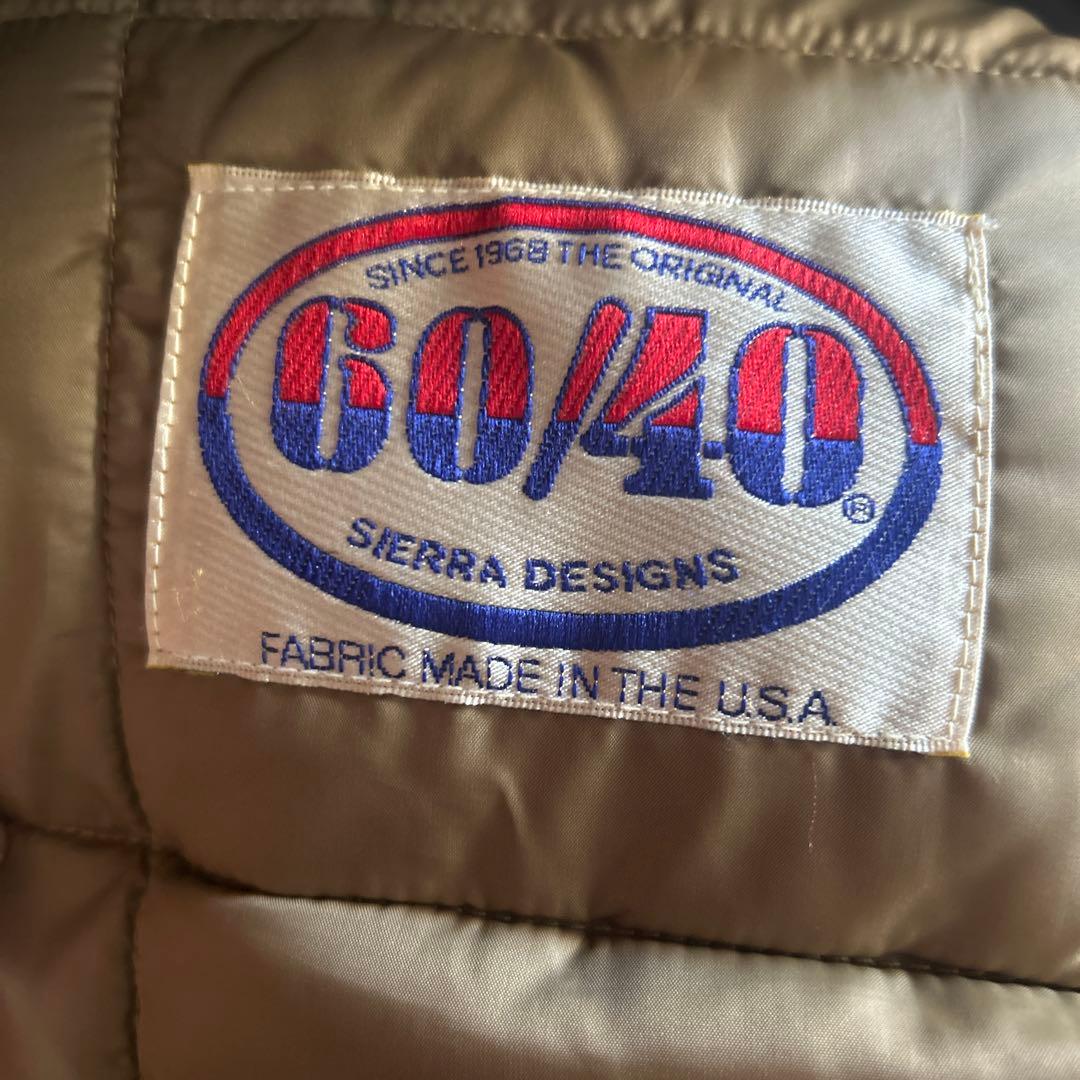 SINCE 1968 THE ORIGINAL
60/40®
SIERRA DESIGNS
FABRIC MADE IN THE U.S.A.